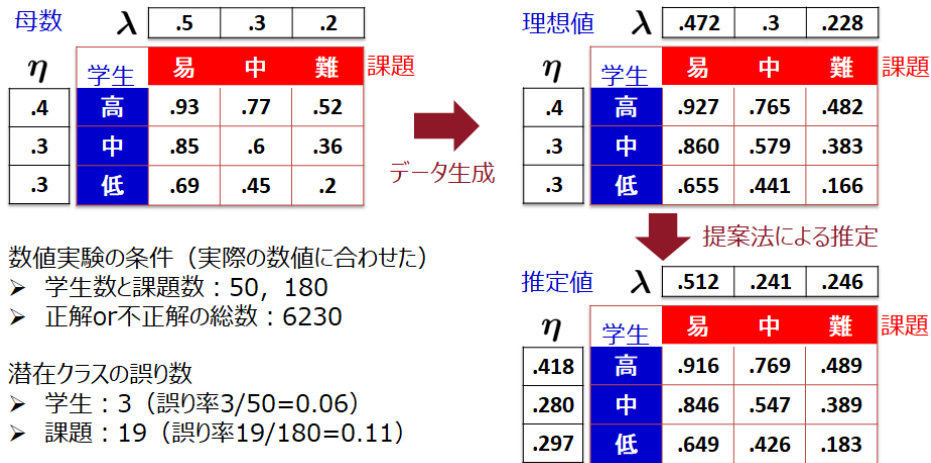 母数 λ .5 .3 .2
η 学生 易 中 難 課題
.4 高 .93 .77 .52
.3 中 .85 .6 .36
.3 低 .69 .45 .2
データ生成
理想値 λ .472 .3 .228
η 学生 易 中 難 課題
.4 高 .927 .765 .482
.3 中 .860 .579 .383
.3 低 .655 .441 .166
提案法による推定
数値実験の条件（実際の数値に合わせた）
➢ 学生数と課題数：50，180
➢ 正解or不正解の総数：6230
潜在クラスの誤り数
➢ 学生：3（誤り率3/50=0.06）
➢ 課題：19（誤り率19/180=0.11）
推定値 λ .512 .241 .246
η 学生 易 中 難 課題
.418 高 .916 .769 .489
.280 中 .846 .547 .389
.297 低 .649 .426 .183